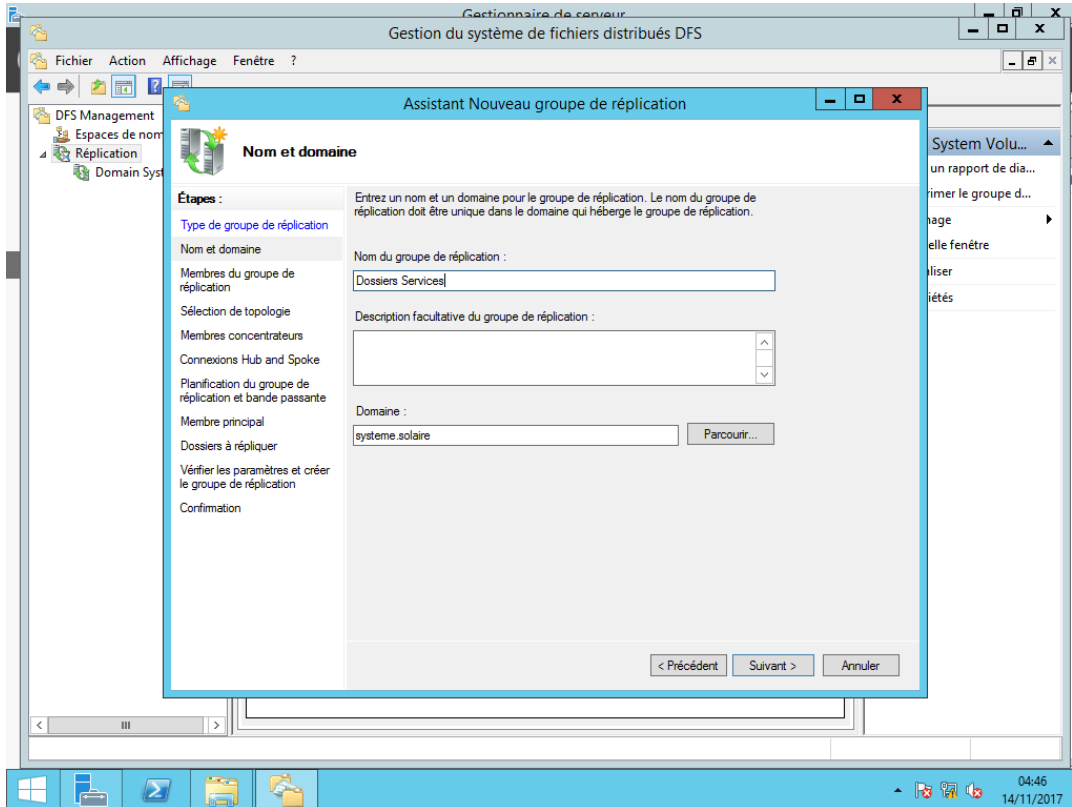 Gestionnaire de serveur
Gestion du système de fichiers distribués DFS
Fichier Action Affichage Fenêtre ?
DFS Management
Espaces de nom
Réplication
Domain Syst
Assistant Nouveau groupe de réplication
Nom et domaine
Étapes :
Type de groupe de réplication
Nom et domaine
Membres du groupe de
réplication
Sélection de topologie
Membres concentrateurs
Connexions Hub and Spoke
Planification du groupe de
réplication et bande passante
Membre principal
Dossiers à répliquer
Vérifier les paramètres et créer
le groupe de réplication
Confirmation
Entrez un nom et un domaine pour le groupe de réplication. Le nom du groupe de
réplication doit être unique dans le domaine qui héberge le groupe de réplication.
Nom du groupe de réplication :
Dossiers Services
Description facultative du groupe de réplication :
Domaine :
systeme.solaire
Parcourir...
< Précédent
Suivant >
Annuler
System Volu...
un rapport de dia...
rimer le groupe d...
hage
elle fenêtre
iliser
iétés
04:46
14/11/2017